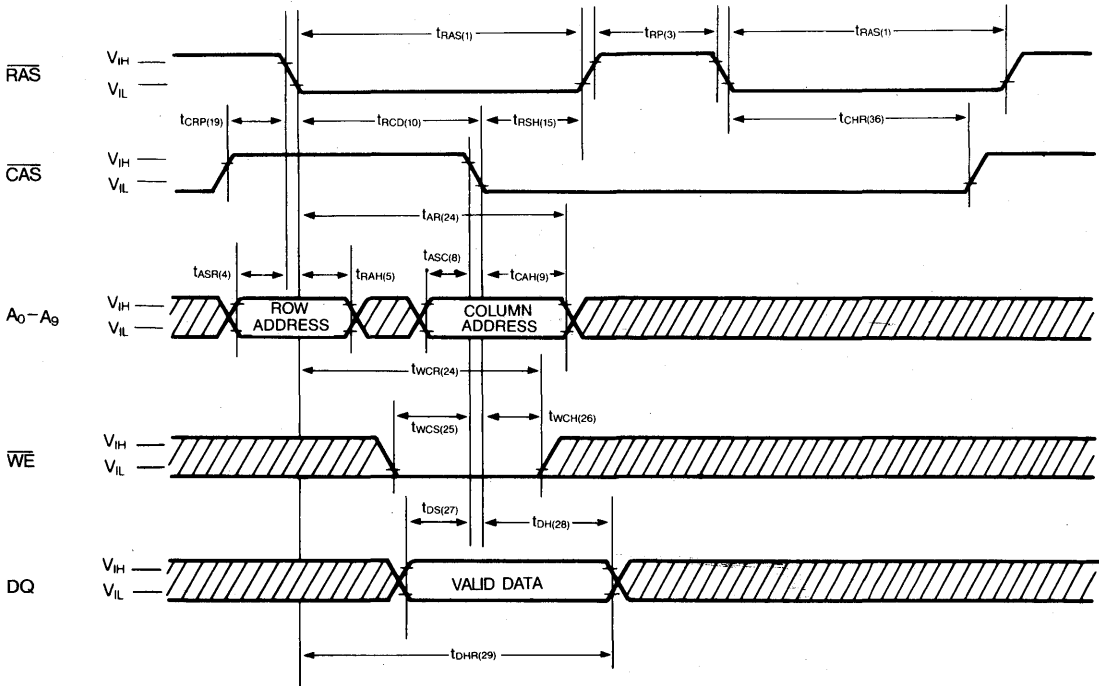 tRAS(1) tRP(3) tRAS(1)
RAS VIH
VIL
tCRP(19) tRCD(10) tRSH(15) tCHR(36)
CAS VIH
VIL
tAR(24)
tASR(4) tRAH(5) tASC(8) tCAH(9)
A0–A9 VIH
VIL
ROW ADDRESS
COLUMN ADDRESS
tWCR(24)
tWCS(25) tWCH(26)
WE VIH
VIL
tDS(27) tDH(28)
DQ VIH
VIL
VALID DATA
tDHR(29)